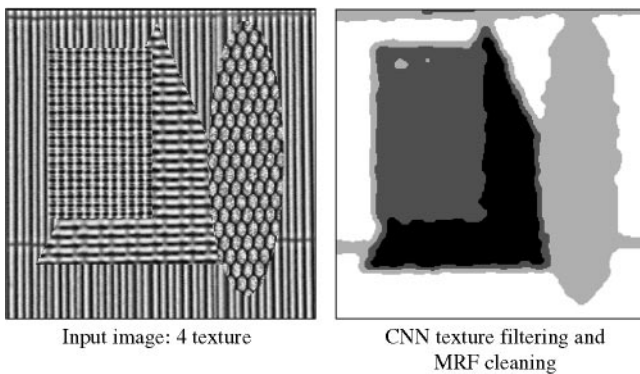 Input image: 4 texture
CNN texture filtering and
MRF cleaning